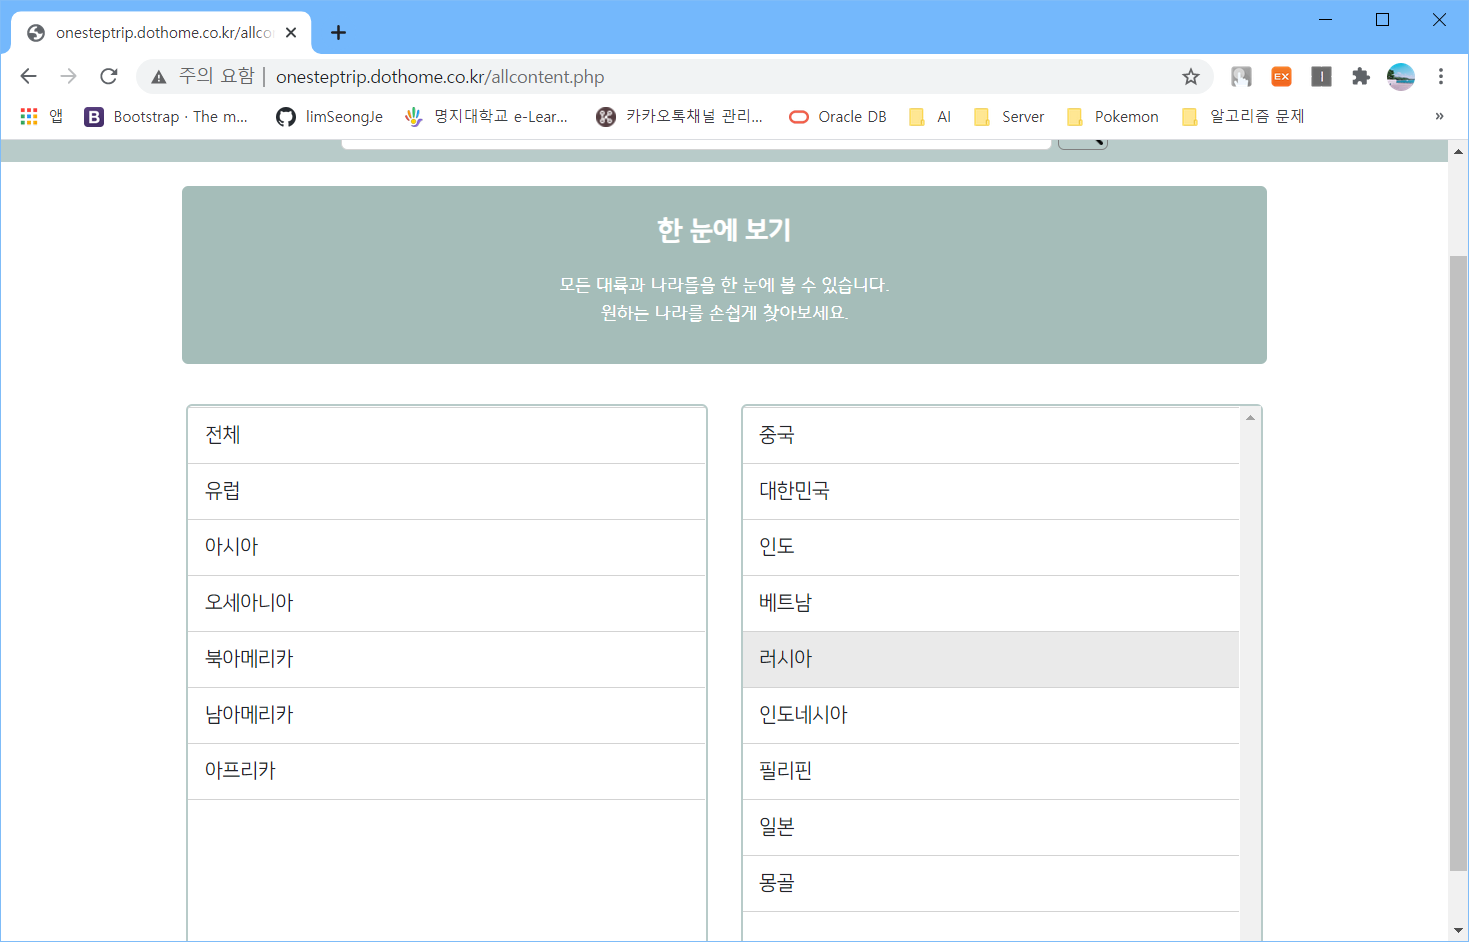 onesteptrip.dothome.co.kr/allco
주의 요함 | onesteptrip.dothome.co.kr/allcontent.php
EX
앱 B Bootstrap · The m... limSeongJe 명지대학교 e-Lear... 카카오톡채널 관리... Oracle DB AI Server Pokemon 알고리즘 문제 »
한 눈에 보기
모든 대륙과 나라들을 한 눈에 볼 수 있습니다.
원하는 나라를 손쉽게 찾아보세요.
전체
유럽
아시아
오세아니아
북아메리카
남아메리카
아프리카
중국
대한민국
인도
베트남
러시아
인도네시아
필리핀
일본
몽골